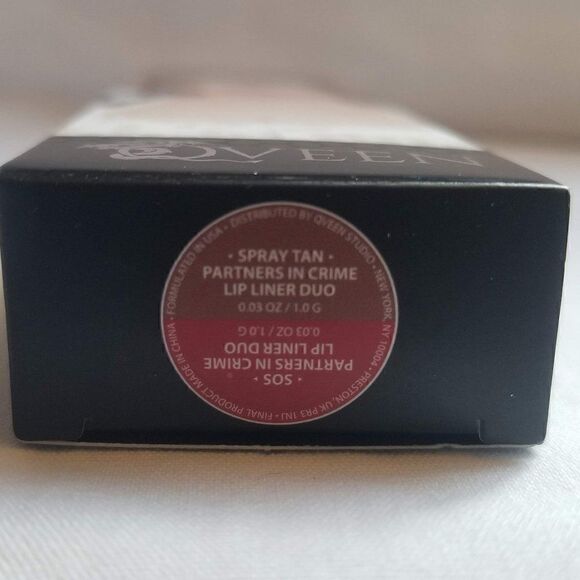 QVEEN
· SPRAY TAN ·
PARTNERS IN CRIME
LIP LINER DUO
0.03 OZ / 1.0 G
· SOS ·
PARTNERS IN CRIME
LIP LINER DUO
0.03 OZ / 1.0 G
FORMULATED IN USA · DISTRIBUTED BY QVEEN STUDIO · NEW YORK, NY 10004 · PRESTON, UK PR3 1NJ · FINAL PRODUCT MADE IN CHINA ·